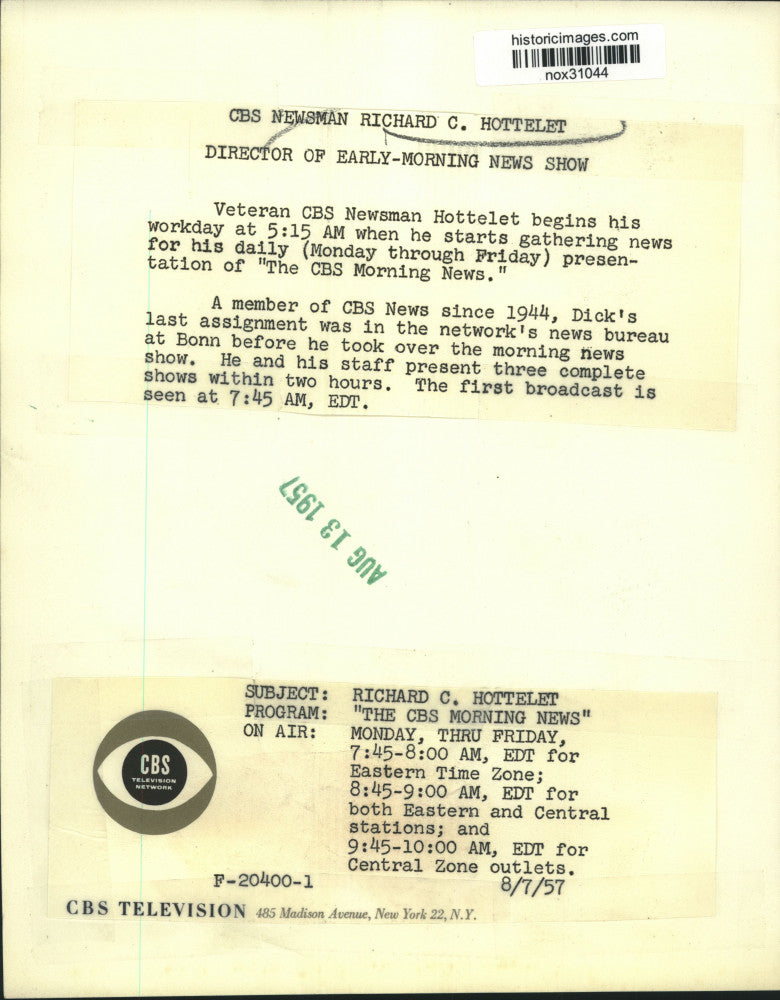 historicimages.com
nox31044
CBS NEWSMAN RICHARD C. HOTTELET
DIRECTOR OF EARLY-MORNING NEWS SHOW
Veteran CBS Newsman Hottelet begins his
workday at 5:15 AM when he starts gathering news
for his daily (Monday through Friday) presen-
tation of "The CBS Morning News."
A member of CBS News since 1944, Dick's
last assignment was in the network's news bureau
at Bonn before he took over the morning news
show. He and his staff present three complete
shows within two hours. The first broadcast is
seen at 7:45 AM, EDT.
AUG 13 1957
SUBJECT: RICHARD C. HOTTELET
PROGRAM: "THE CBS MORNING NEWS"
ON AIR: MONDAY, THRU FRIDAY,
7:45-8:00 AM, EDT for
Eastern Time Zone;
8:45-9:00 AM, EDT for
both Eastern and Central
stations; and
9:45-10:00 AM, EDT for
Central Zone outlets.
CBS
TELEVISION
NETWORK
F-20400-1 8/7/57
CBS TELEVISION 485 Madison Avenue, New York 22, N.Y.